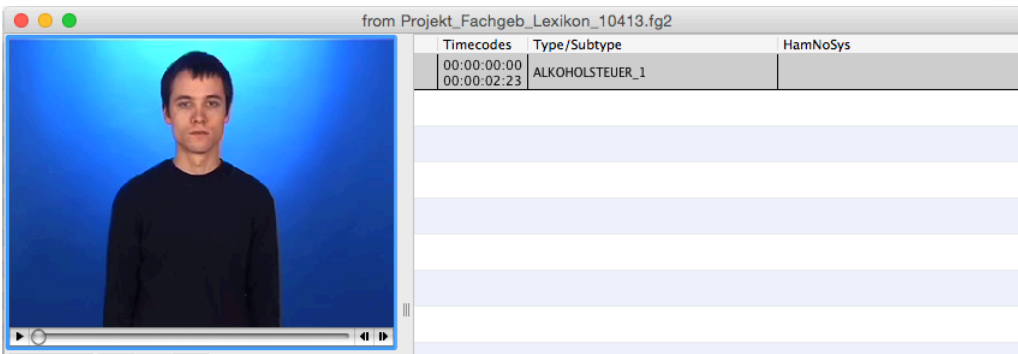 from Projekt_Fachgeb_Lexikon_10413.fg2
Timecodes Type/Subtype HamNoSys
00:00:00:00
00:00:02:23 ALKOHOLSTEUER_1